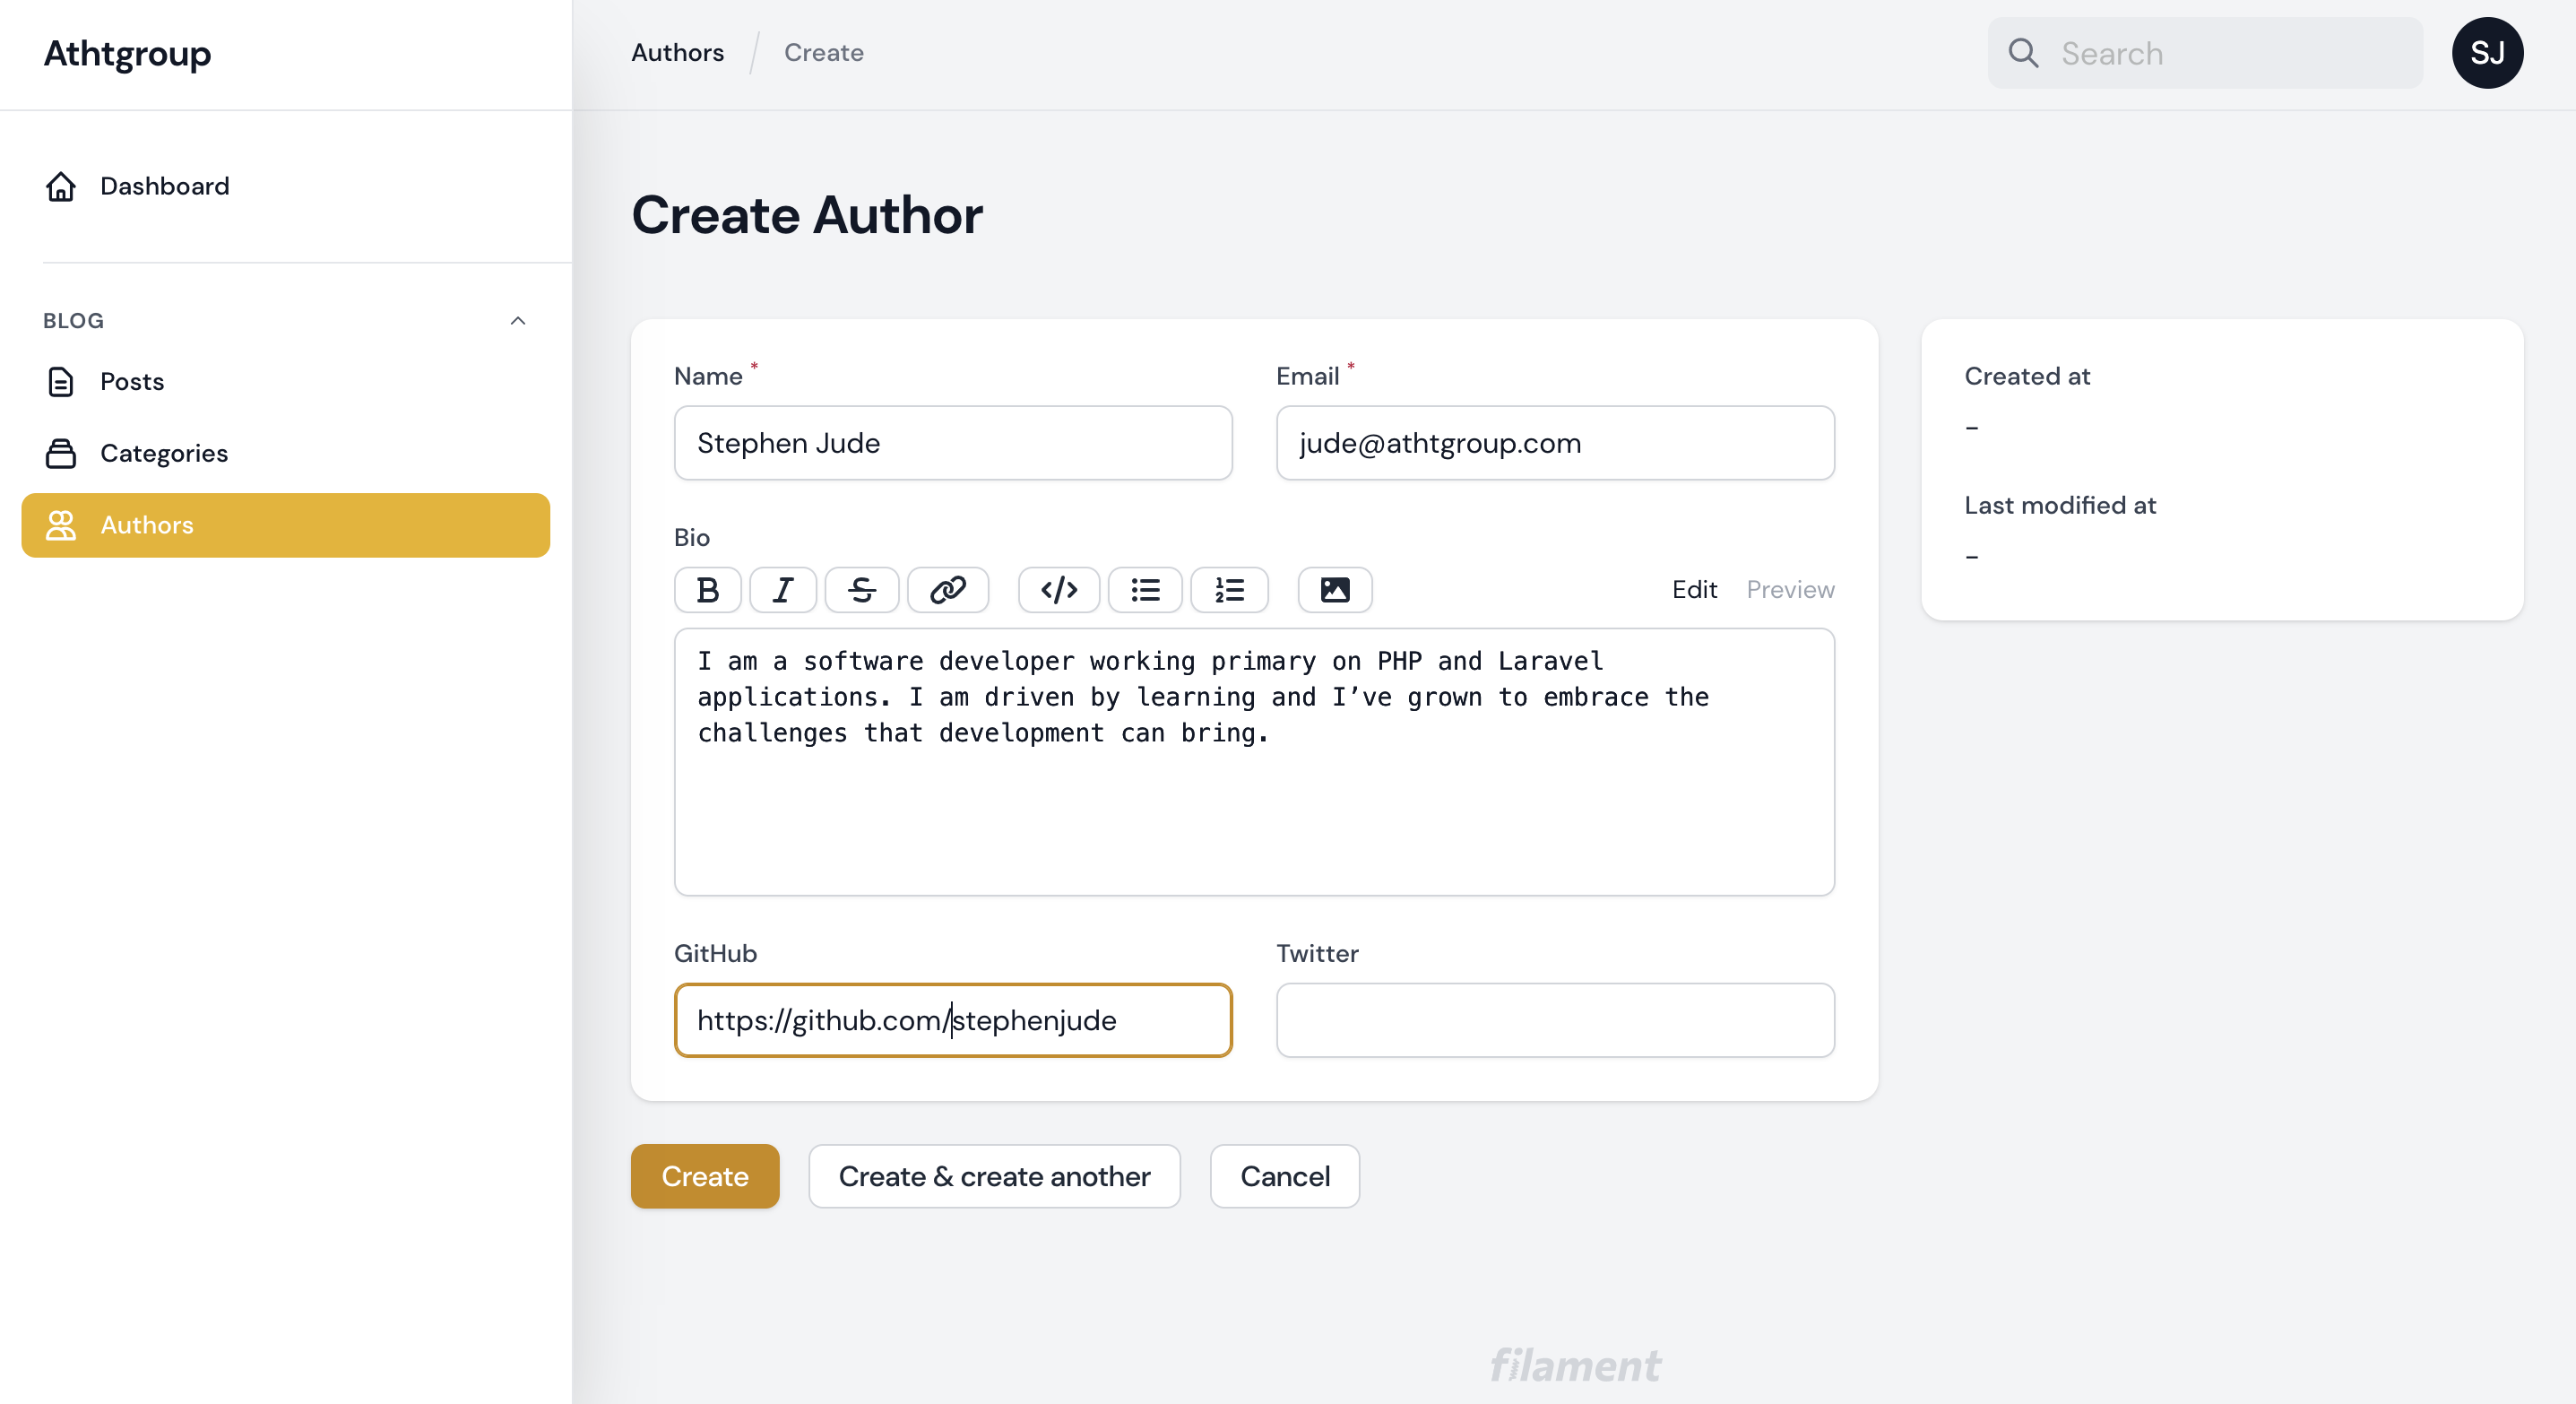 Athtgroup
Authors / Create
Search
SJ
Dashboard
BLOG
Posts
Categories
Authors
Create Author
Name *
Email *
Stephen Jude
jude@athtgroup.com
Bio
B I S </> Edit Preview
I am a software developer working primary on PHP and Laravel
applications. I am driven by learning and I’ve grown to embrace the
challenges that development can bring.
GitHub
Twitter
https://github.com/stephenjude
Created at
-
Last modified at
-
Create
Create & create another
Cancel
filament